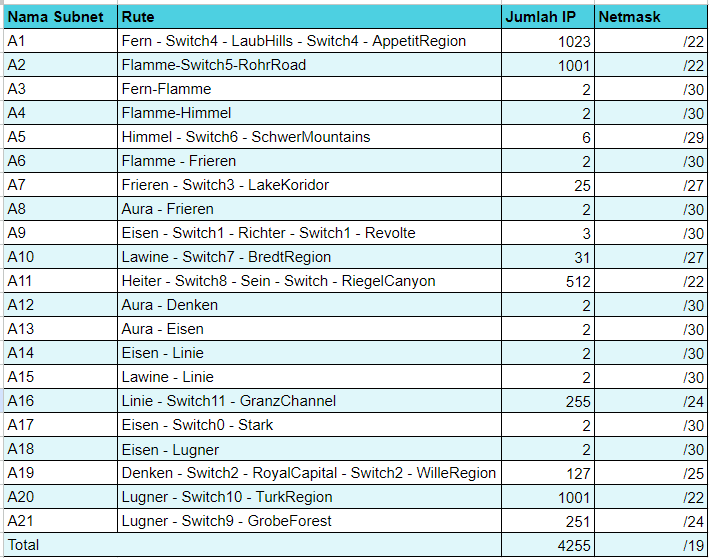 Nama Subnet Rute Jumlah IP Netmask
A1 Fern - Switch4 - LaubHills - Switch4 - AppetitRegion 1023 /22
A2 Flamme-Switch5-RohrRoad 1001 /22
A3 Fern-Flamme 2 /30
A4 Flamme-Himmel 2 /30
A5 Himmel - Switch6 - SchwerMountains 6 /29
A6 Flamme - Frieren 2 /30
A7 Frieren - Switch3 - LakeKoridor 25 /27
A8 Aura - Frieren 2 /30
A9 Eisen - Switch1 - Richter - Switch1 - Revolte 3 /30
A10 Lawine - Switch7 - BredtRegion 31 /27
A11 Heiter - Switch8 - Sein - Switch - RiegelCanyon 512 /22
A12 Aura - Denken 2 /30
A13 Aura - Eisen 2 /30
A14 Eisen - Linie 2 /30
A15 Lawine - Linie 2 /30
A16 Linie - Switch11 - GranzChannel 255 /24
A17 Eisen - Switch0 - Stark 2 /30
A18 Eisen - Lugner 2 /30
A19 Denken - Switch2 - RoyalCapital - Switch2 - WilleRegion 127 /25
A20 Lugner - Switch10 - TurkRegion 1001 /22
A21 Lugner - Switch9 - GrobeForest 251 /24
Total 4255 /19